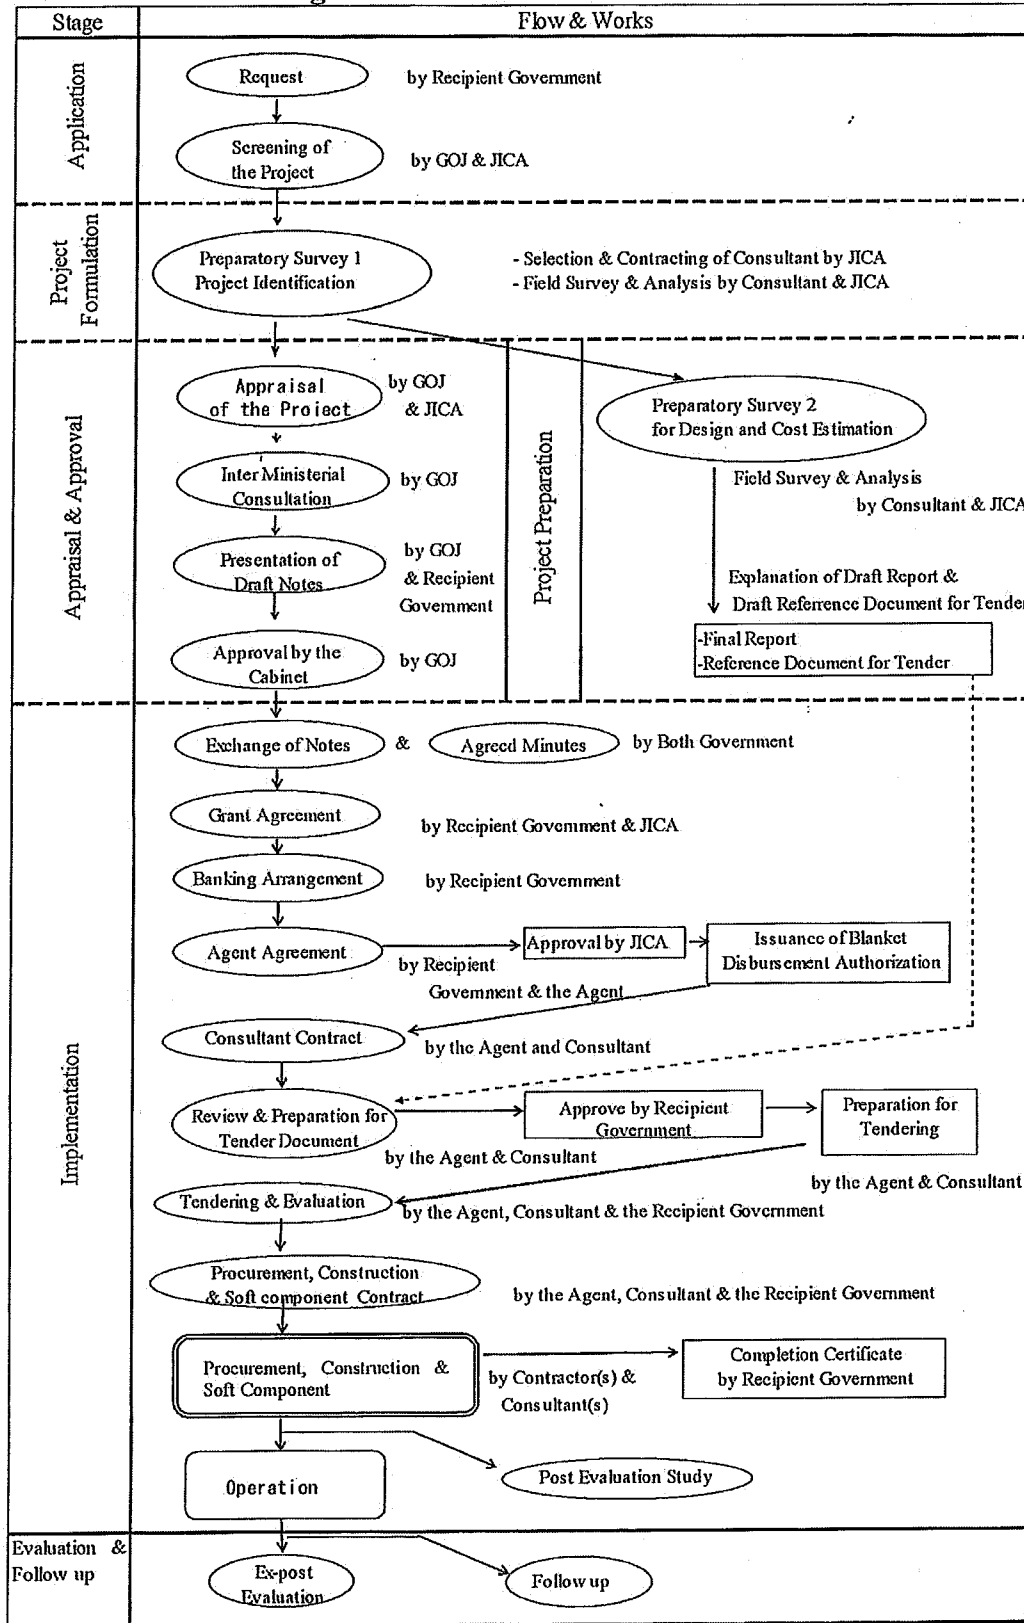 Stage
Flow & Works
Application
Request
by Recipient Government
Screening of
the Project
by GOJ & JICA
Project
Formulation
Preparatory Survey 1
Project Identification
- Selection & Contracting of Consultant by JICA
- Field Survey & Analysis by Consultant & JICA
Appraisal & Approval
Appraisal
of the Project
by GOJ
& JICA
Inter Ministerial
Consultation
by GOJ
Presentation of
Draft Notes
by GOJ
& Recipient
Government
Approval by the
Cabinet
by GOJ
Project Preparation
Preparatory Survey 2
for Design and Cost Estimation
Field Survey & Analysis
by Consultant & JICA
Explanation of Draft Report &
Draft Referrence Document for Tender
-Final Report
-Reference Document for Tender
Implementation
Exchange of Notes
&
Agreed Minutes
by Both Government
Grant Agreement
by Recipient Government & JICA
Banking Arrangement
by Recipient Government
Agent Agreement
by Recipient
Government & the Agent
Approval by JICA
Issuance of Blanket
Disbursement Authorization
Consultant Contract
by the Agent and Consultant
Review & Preparation for
Tender Document
by the Agent & Consultant
Approve by Recipient
Government
Preparation for
Tendering
by the Agent & Consultant
Tendering & Evaluation
by the Agent, Consultant & the Recipient Government
Procurement, Construction
& Soft component Contract
by the Agent, Consultant & the Recipient Government
Procurement, Construction &
Soft Component
by Contractor(s) &
Consultant(s)
Completion Certificate
by Recipient Government
Operation
Post Evaluation Study
Evaluation &
Follow up
Ex-post
Evaluation
Follow up